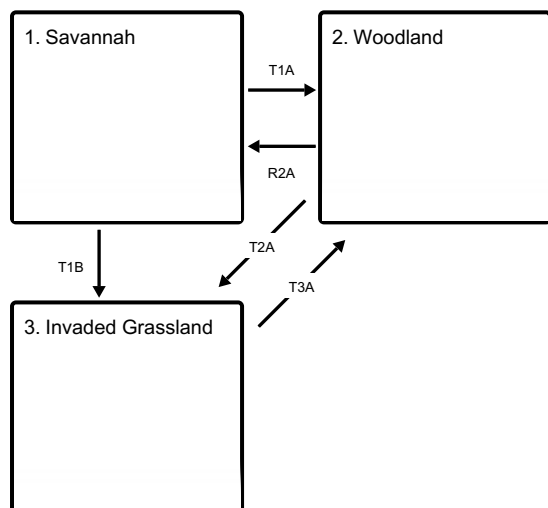 1. Savannah
2. Woodland
T1A
R2A
T1B
T2A
T3A
3. Invaded Grassland